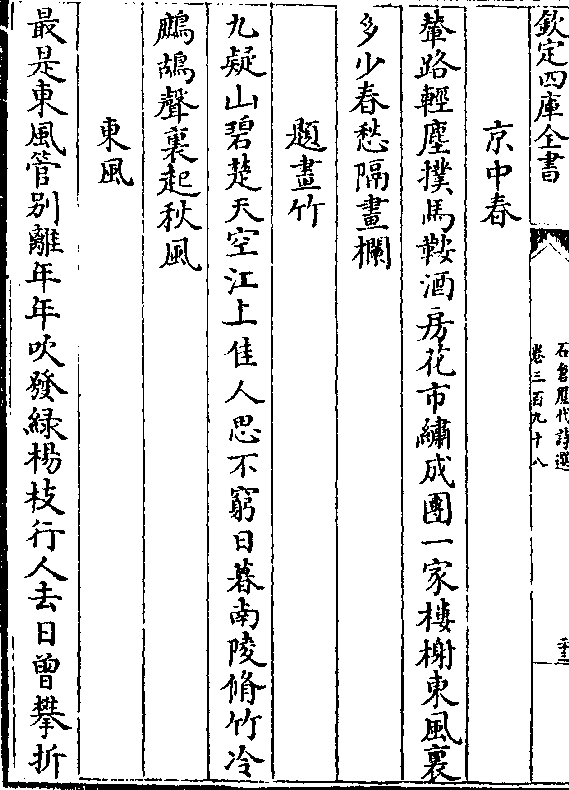 欽定四庫全書
石倉歴代詩選
卷三百九十八
京中春
輦路輕塵撲馬鞍酒房花市繡成團一家樓榭東風裏
多少春愁隔畫欄
題畫竹
九疑山碧楚天空江上佳人思不窮日暮南陵脩竹冷
鷓鴣聲裏起秋風
東風
最是東風管别離年年吹發緑楊枝行人去日曽攀折